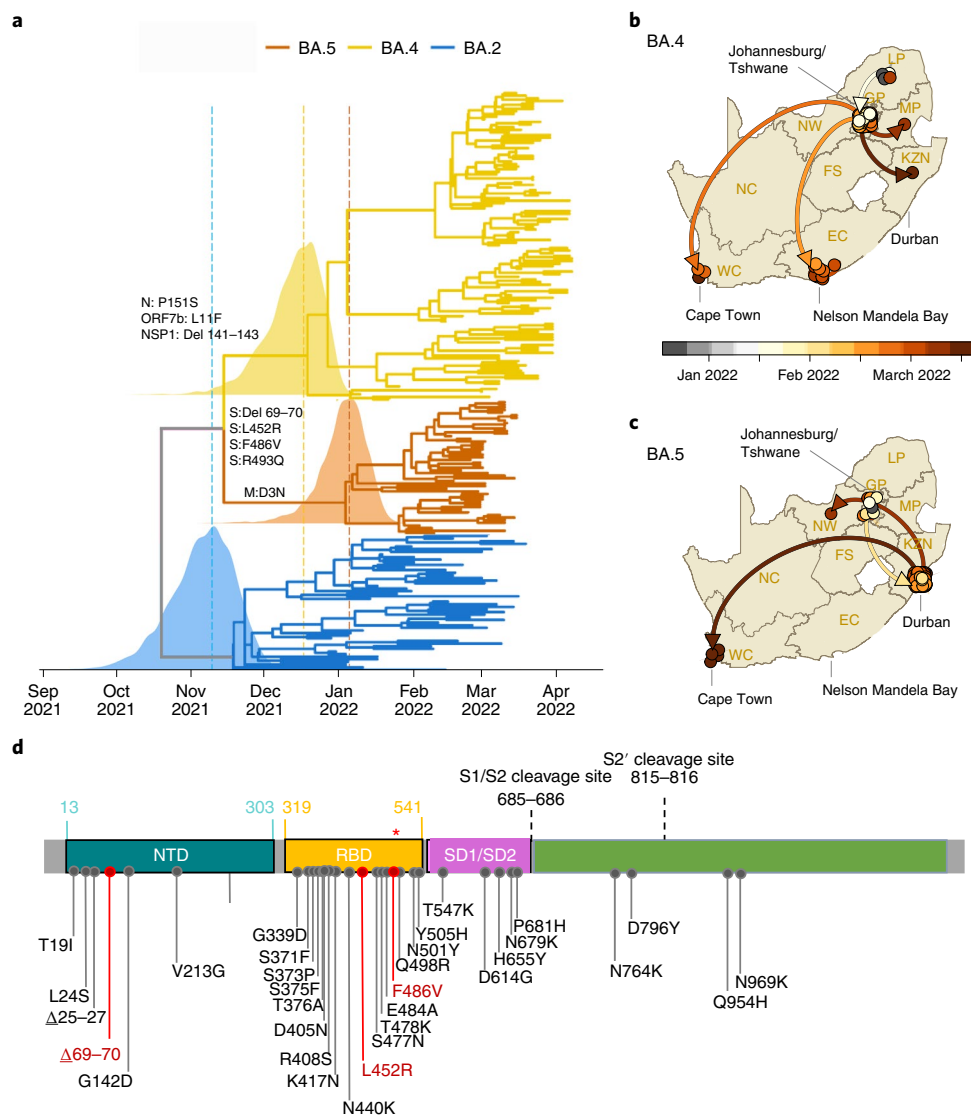 a
BA.5 BA.4 BA.2
N: P151S
ORF7b: L11F
NSP1: Del 141–143
S:Del 69–70
S:L452R
S:F486V
S:R493Q
M:D3N
Sep Oct Nov Dec Jan Feb Mar Apr
2021 2021 2021 2021 2022 2022 2022 2022
b
BA.4
Johannesburg/
Tshwane
LP
GP
MP
NW
KZN
FS
NC
EC
Durban
WC
Cape Town
Nelson Mandela Bay
Jan 2022 Feb 2022 March 2022
c
BA.5
Johannesburg/
Tshwane
LP
GP
MP
NW
KZN
FS
NC
EC
Durban
WC
Cape Town
Nelson Mandela Bay
d
S2′ cleavage site
815–816
S1/S2 cleavage site
685–686
13 303 319 541
*
NTD RBD SD1/SD2
T19I
L24S
Δ25–27
Δ69–70
G142D
V213G
G339D
S371F
S373P
S375F
T376A
D405N
R408S
K417N
N440K
L452R
S477N
T478K
E484A
F486V
Q498R
N501Y
Y505H
T547K
D614G
H655Y
N679K
P681H
N764K
D796Y
Q954H
N969K